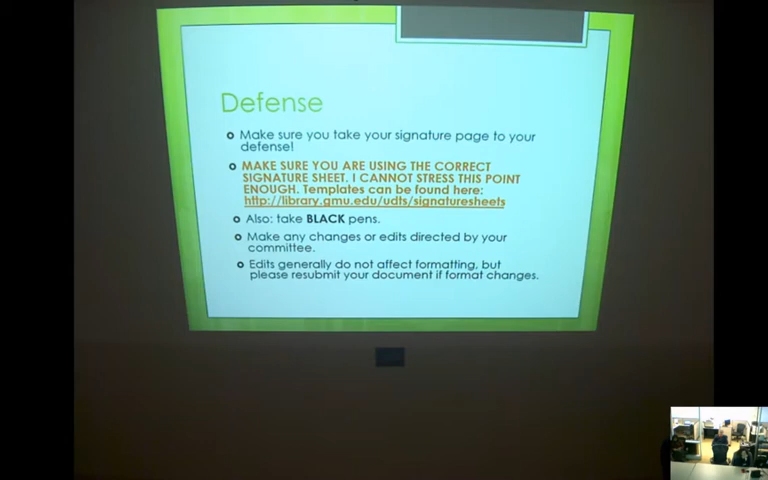 Defense
Make sure you take your signature page to your
defense!
MAKE SURE YOU ARE USING THE CORRECT
SIGNATURE SHEET. I CANNOT STRESS THIS POINT
ENOUGH. Templates can be found here:
http://library.gmu.edu/udts/signaturesheets
Also: take BLACK pens.
Make any changes or edits directed by your
committee.
Edits generally do not affect formatting, but
please resubmit your document if format changes.